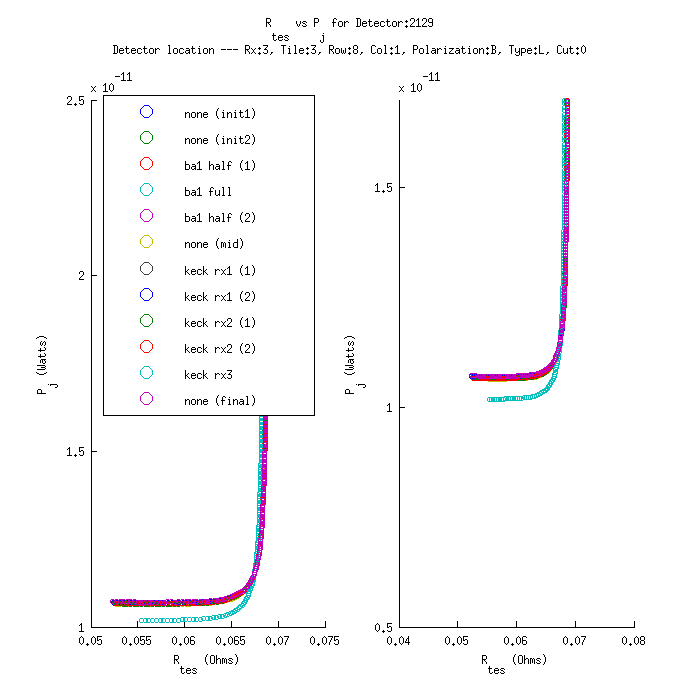 R tes vs P j for Detector:2129
Detector location --- Rx:3, Tile:3, Row:8, Col:1, Polarization:B, Type:L, Cut:0
x 10 -11
x 10 -11
2.5
2
1.5
1
none (init1)
none (init2)
ba1 half (1)
ba1 full
ba1 half (2)
none (mid)
keck rx1 (1)
keck rx1 (2)
keck rx2 (1)
keck rx2 (2)
keck rx3
none (final)
P j (Watts)
0.05 0.055 0.06 0.065 0.07 0.075
R tes (Ohms)
1.5
1
0.5
P j (Watts)
0.04 0.05 0.06 0.07 0.08
R tes (Ohms)